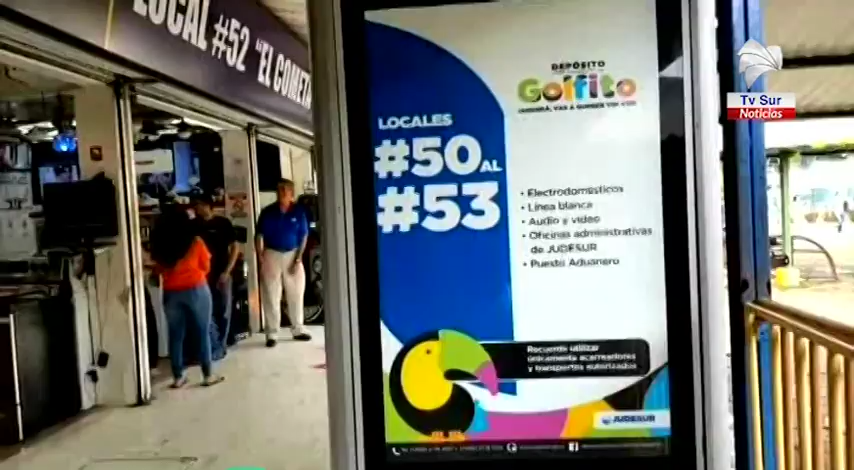 LOCAL #52 "EL COMETA
Tv Sur
Noticias
DEPÓSITO
Golfito
LOCALES
#50 AL
#53
• Electrodomésticos
• Línea blanca
• Audio y video
• Oficinas administrativas
de JUDESUR
• Puesto Aduanero
Recuerde utilizar
únicamente acarreadores
y transportes autorizados
JUDESUR